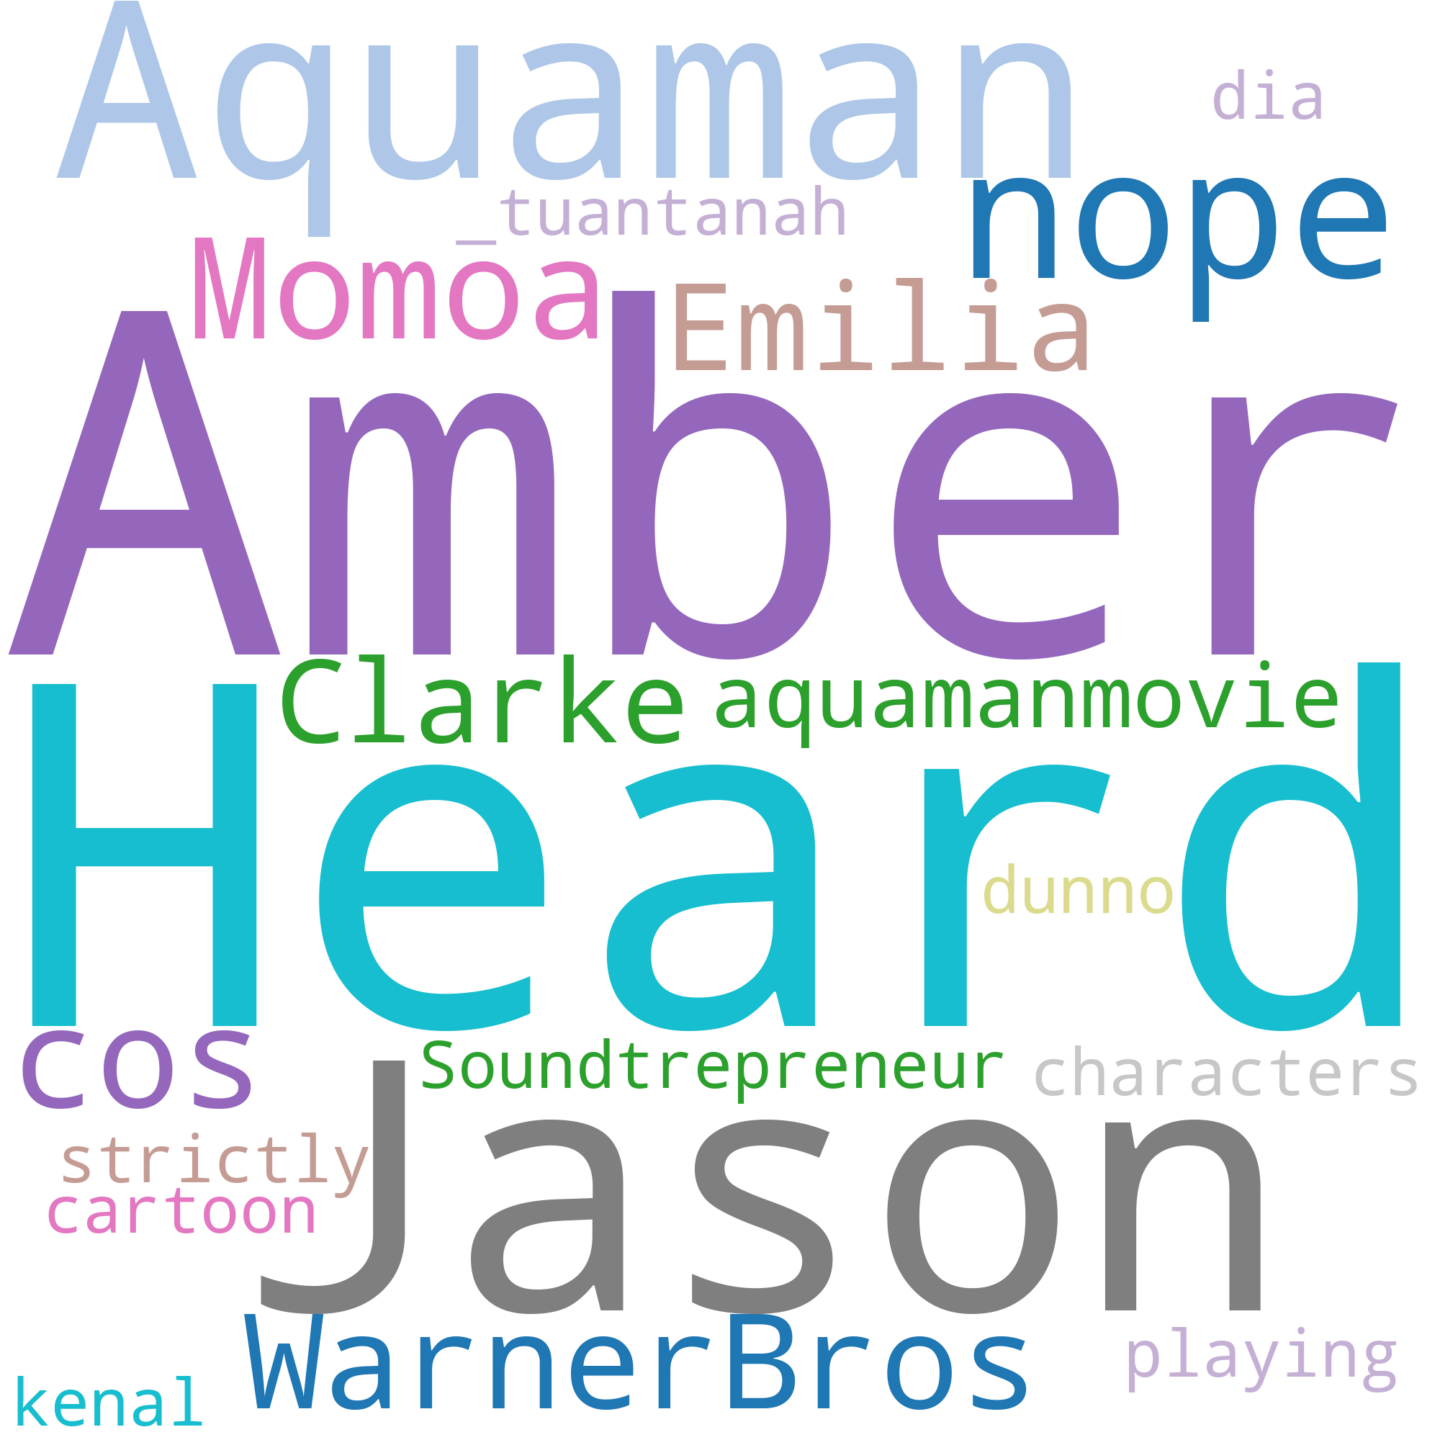 Aquaman
dia
nope
_tuantanah
Momoa
Emilia
Amber
Clarke
aquamanmovie
Heard
dunno
cos
Soundtrepreneur
characters
Jason
strictly
cartoon
WarnerBros
playing
kenal